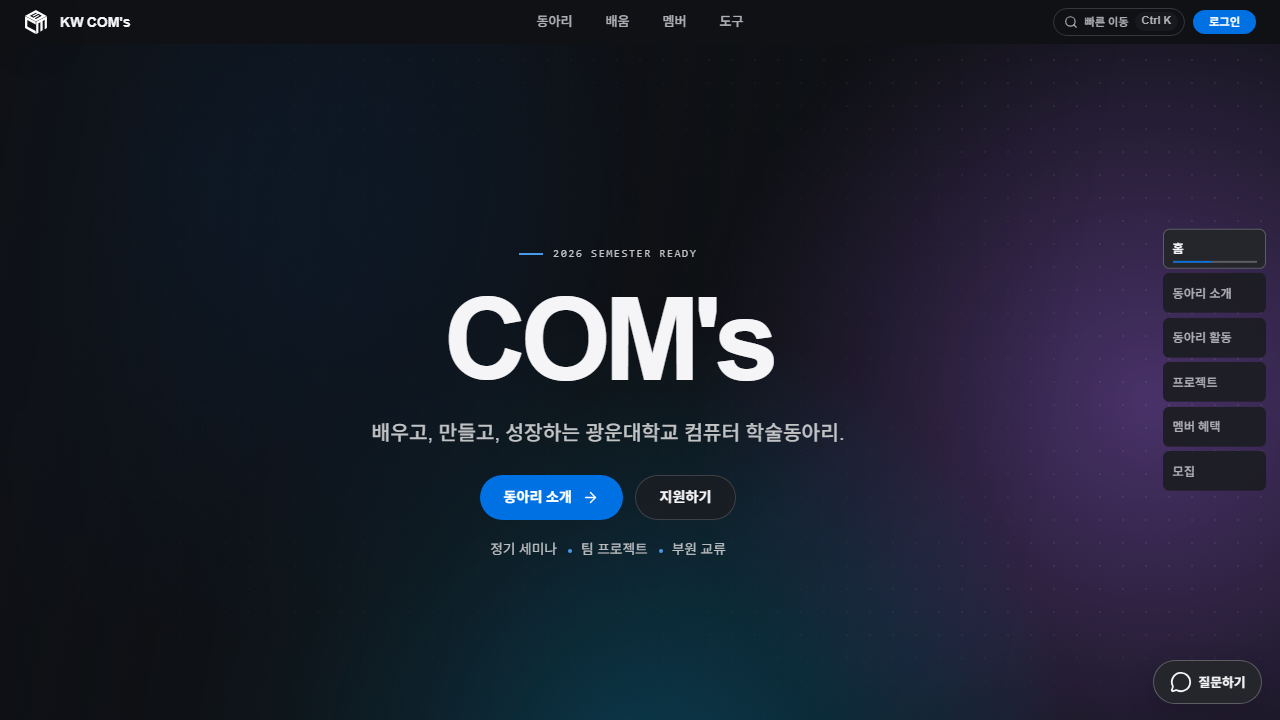 KW COM's
동아리 배움 멤버 도구
빠른 이동 Ctrl K
로그인
2026 SEMESTER READY
COM's
배우고, 만들고, 성장하는 광운대학교 컴퓨터 학술동아리.
동아리 소개 →
지원하기
정기 세미나 • 팀 프로젝트 • 부원 교류
홈
동아리 소개
동아리 활동
프로젝트
멤버 혜택
모집
질문하기